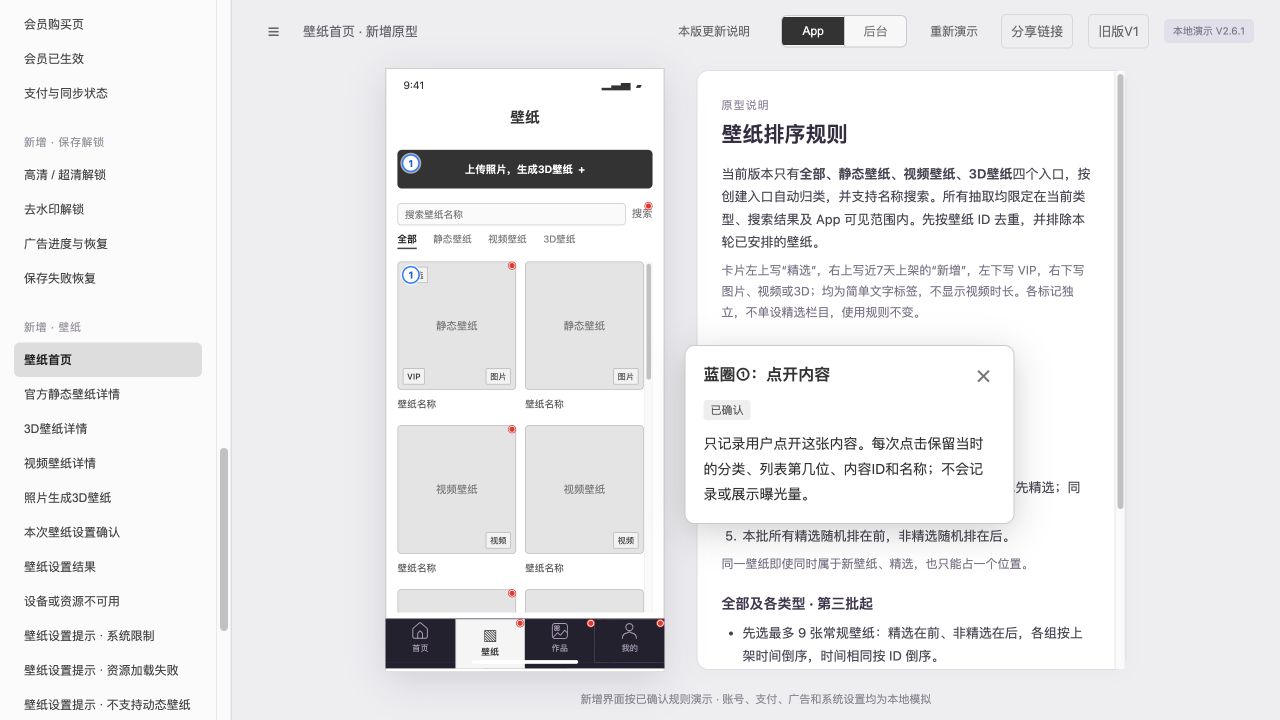 会员购买页
会员已生效
支付与同步状态
新增 · 保存解锁
高清 / 超清解锁
去水印解锁
广告进度与恢复
保存失败恢复
新增 · 壁纸
壁纸首页
官方静态壁纸详情
3D壁纸详情
视频壁纸详情
照片生成3D壁纸
本次壁纸设置确认
壁纸设置结果
设备或资源不可用
壁纸设置提示 · 系统限制
壁纸设置提示 · 资源加载失败
壁纸设置提示 · 不支持动态壁纸
壁纸首页 · 新增原型
本版更新说明
App
后台
重新演示
分享链接
旧版V1
本地演示 V2.6.1
9:41
壁纸
1
上传照片，生成3D壁纸 ＋
搜索壁纸名称
搜索
全部
静态壁纸
视频壁纸
3D壁纸
1
静态壁纸
VIP
图片
壁纸名称
静态壁纸
图片
壁纸名称
视频壁纸
视频
壁纸名称
视频壁纸
视频
壁纸名称
首页
壁纸
作品
我的
原型说明
壁纸排序规则
当前版本只有全部、静态壁纸、视频壁纸、3D壁纸四个入口，按
创建入口自动归类，并支持名称搜索。所有抽取均限定在当前类
型、搜索结果及 App 可见范围内。先按壁纸 ID 去重，并排除本
轮已安排的壁纸。
卡片左上写“精选”，右上写近7天上架的“新增”，左下写 VIP，右下写
图片、视频或3D；均为简单文字标签，不显示视频时长。各标记独
立，不单设精选栏目，使用规则不变。
蓝圈①：点开内容
已确认
只记录用户点开这张内容。每次点击保留当时
的分类、列表第几位、内容ID和名称；不会记
录或展示曝光量。
先精选；同
5. 本批所有精选随机排在前，非精选随机排在后。
同一壁纸即使同时属于新壁纸、精选，也只能占一个位置。
全部及各类型 · 第三批起
• 先选最多 9 张常规壁纸：精选在前、非精选在后，各组按上
架时间倒序，时间相同按 ID 倒序。
新增界面按已确认规则演示 · 账号、支付、广告和系统设置均为本地模拟